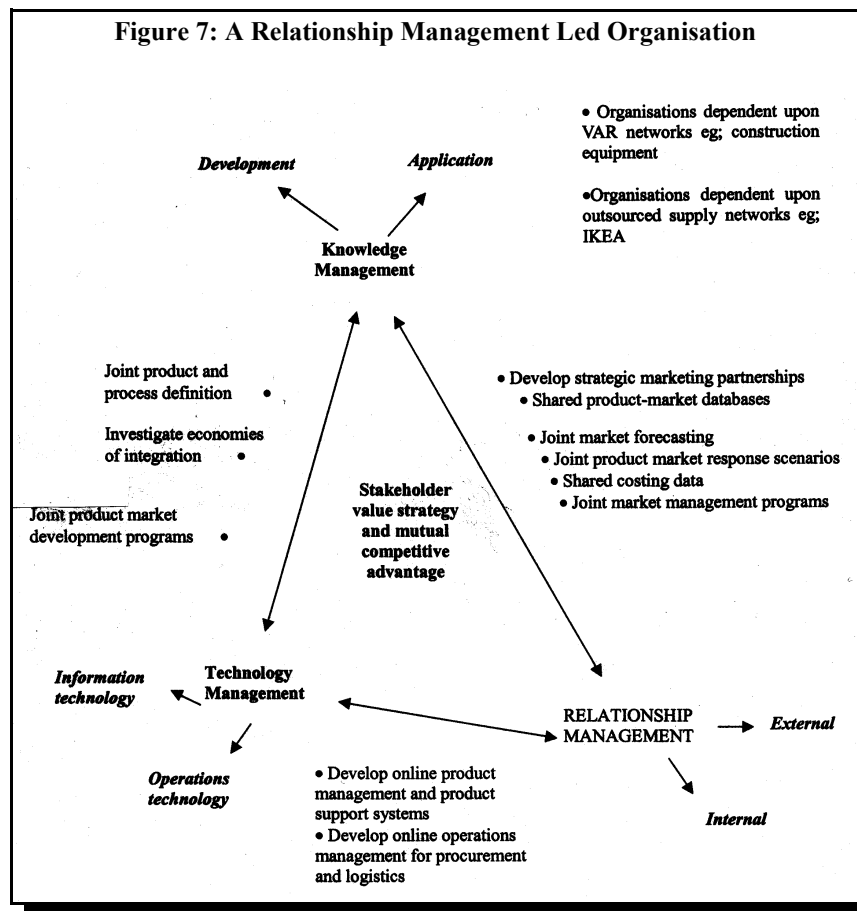 Figure 7: A Relationship Management Led Organisation
• Organisations dependent upon
VAR networks eg; construction
equipment
•Organisations dependent upon
outsourced supply networks eg;
IKEA
Development
Application
Knowledge
Management
Joint product and
process definition •
Investigate economies
of integration •
Joint product market
development programs •
• Develop strategic marketing partnerships
• Shared product-market databases
• Joint market forecasting
• Joint product market response scenarios
• Shared costing data
• Joint market management programs
Stakeholder
value strategy
and mutual
competitive
advantage
Information
technology
Technology
Management
Operations
technology
RELATIONSHIP
MANAGEMENT
External
Internal
• Develop online product
management and product
support systems
• Develop online operations
management for procurement
and logistics